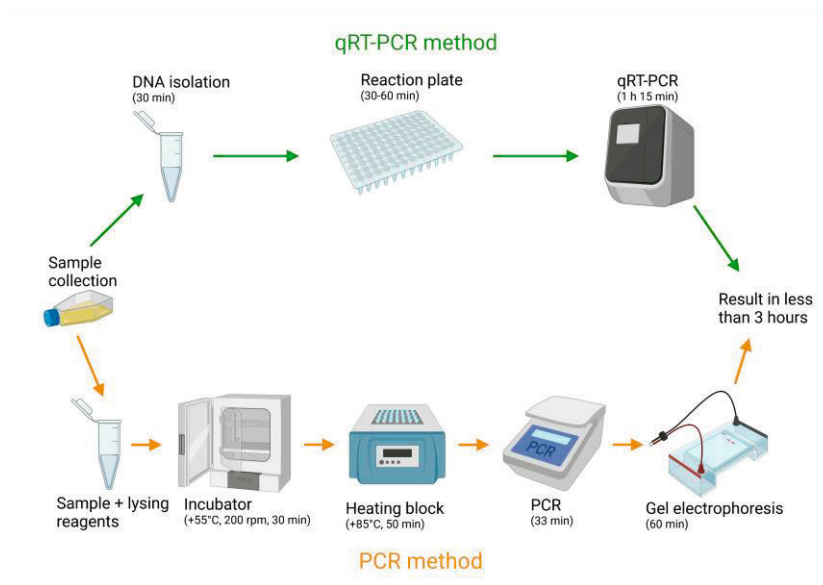 qRT-PCR method
DNA isolation
(30 min)
Reaction plate
(30-60 min)
qRT-PCR
(1 h 15 min)
Sample
collection
Result in less
than 3 hours
PCR
Sample + lysing
reagents
Incubator
(+55°C, 200 rpm, 30 min)
Heating block
(+85°C, 50 min)
PCR
(33 min)
Gel electrophoresis
(60 min)
PCR method